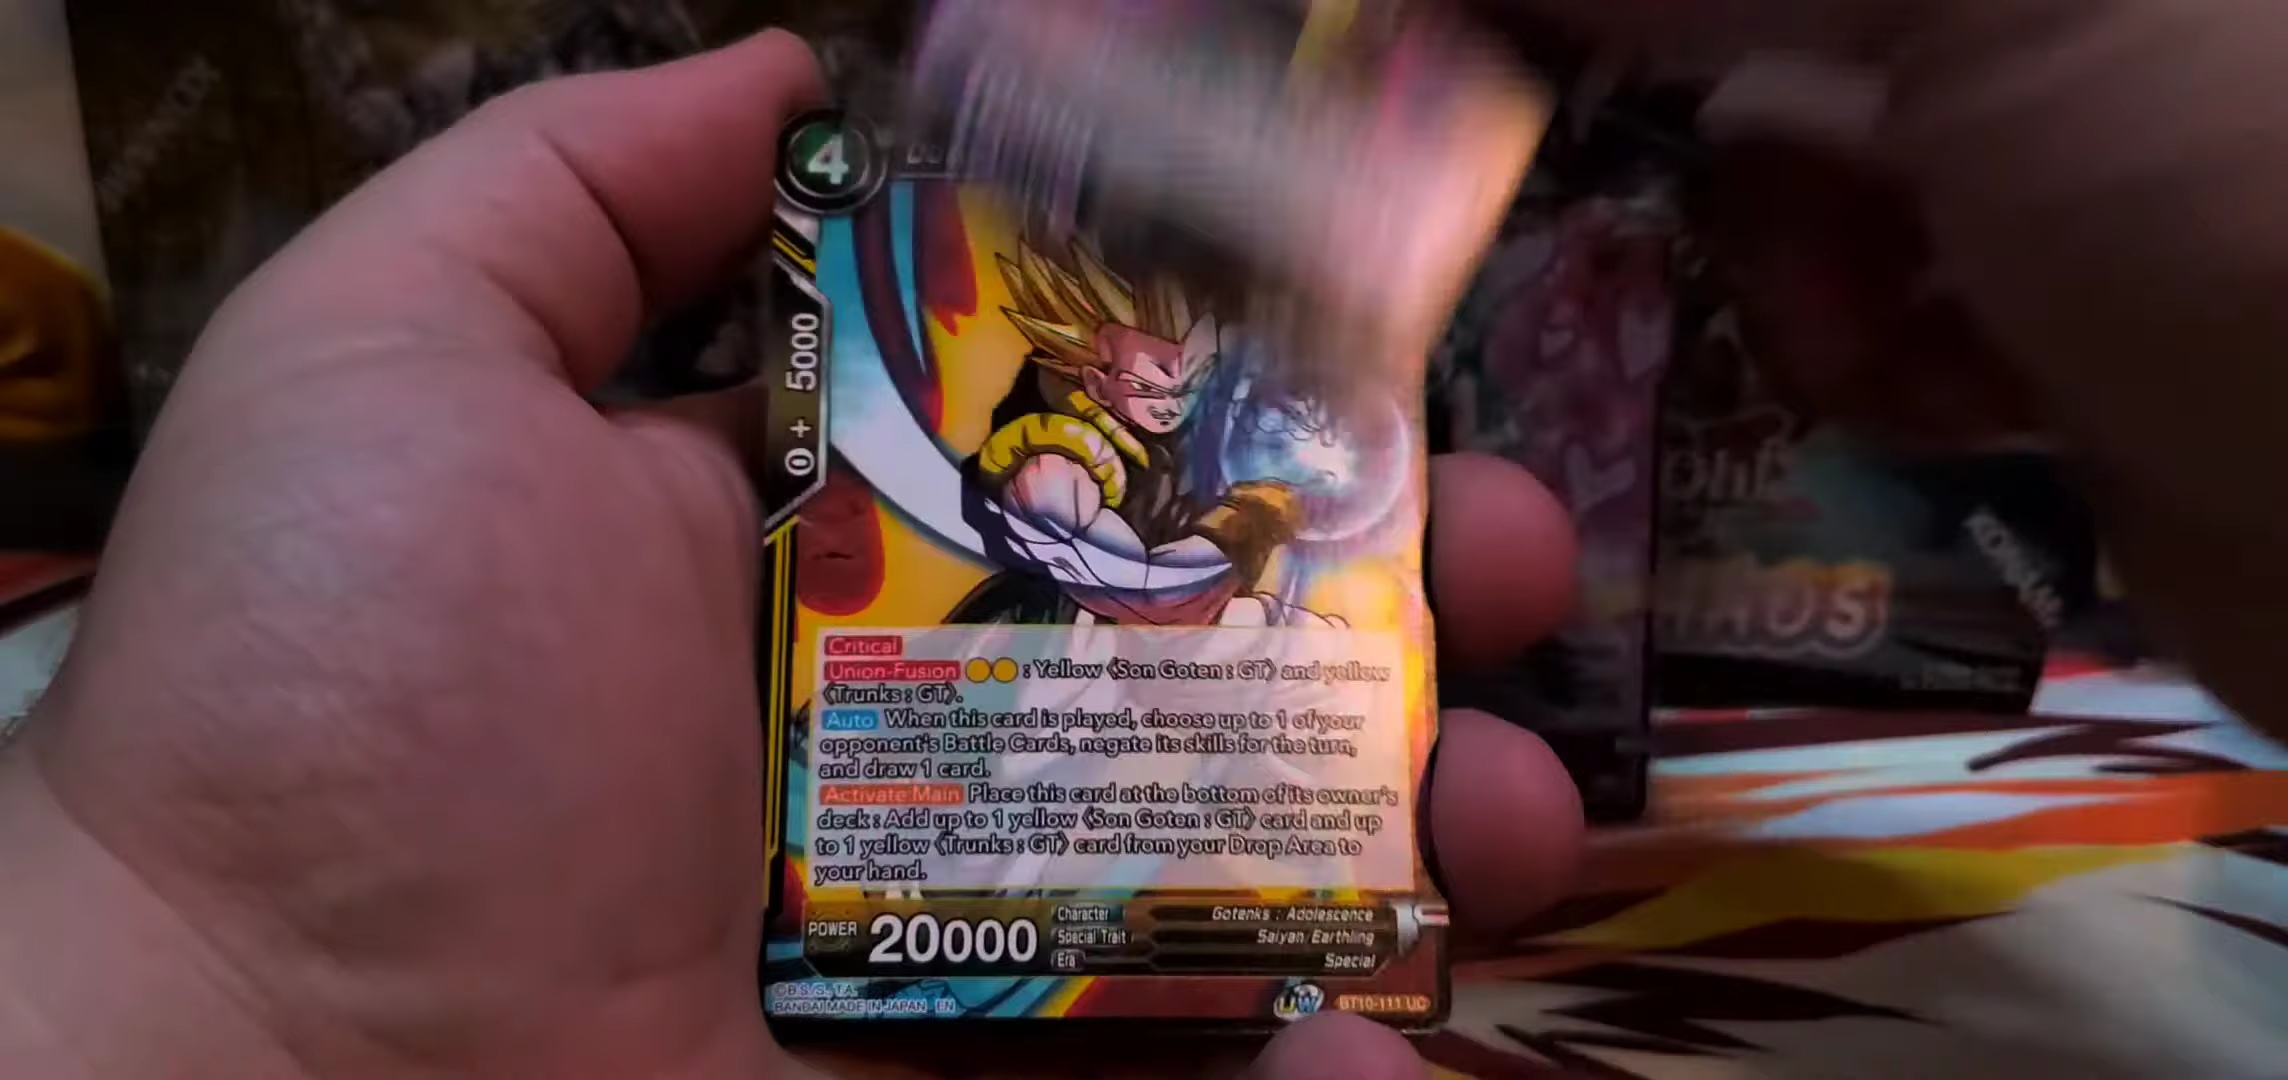 4
0 + 5000
Critical
Union-Fusion : Yellow 《Son Goten : GT》 and yellow
《Trunks : GT》.
Auto When this card is played, choose up to 1 of your
opponent's Battle Cards, negate its skills for the turn,
and draw 1 card.
Activate Main Place this card at the bottom of its owner's
deck : Add up to 1 yellow 《Son Goten : GT》 card and up
to 1 yellow 《Trunks : GT》 card from your Drop Area to
your hand.
POWER 20000
Character Gotenks : Adolescence
Special Trait Saiyan/Earthling
Era Special
©B.S./S., T.A.
BANDAI MADE IN JAPAN EN
UW BT10-111 UC
KONAMI